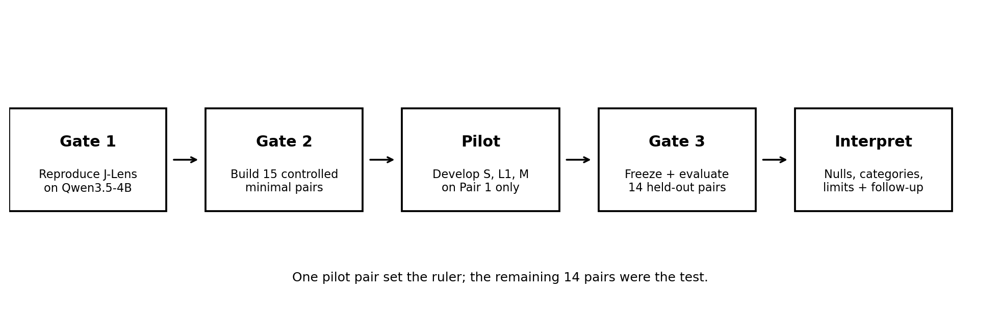 Gate 1
Reproduce J-Lens
on Qwen3.5-4B
Gate 2
Build 15 controlled
minimal pairs
Pilot
Develop S, L1, M
on Pair 1 only
Gate 3
Freeze + evaluate
14 held-out pairs
Interpret
Nulls, categories,
limits + follow-up
One pilot pair set the ruler; the remaining 14 pairs were the test.